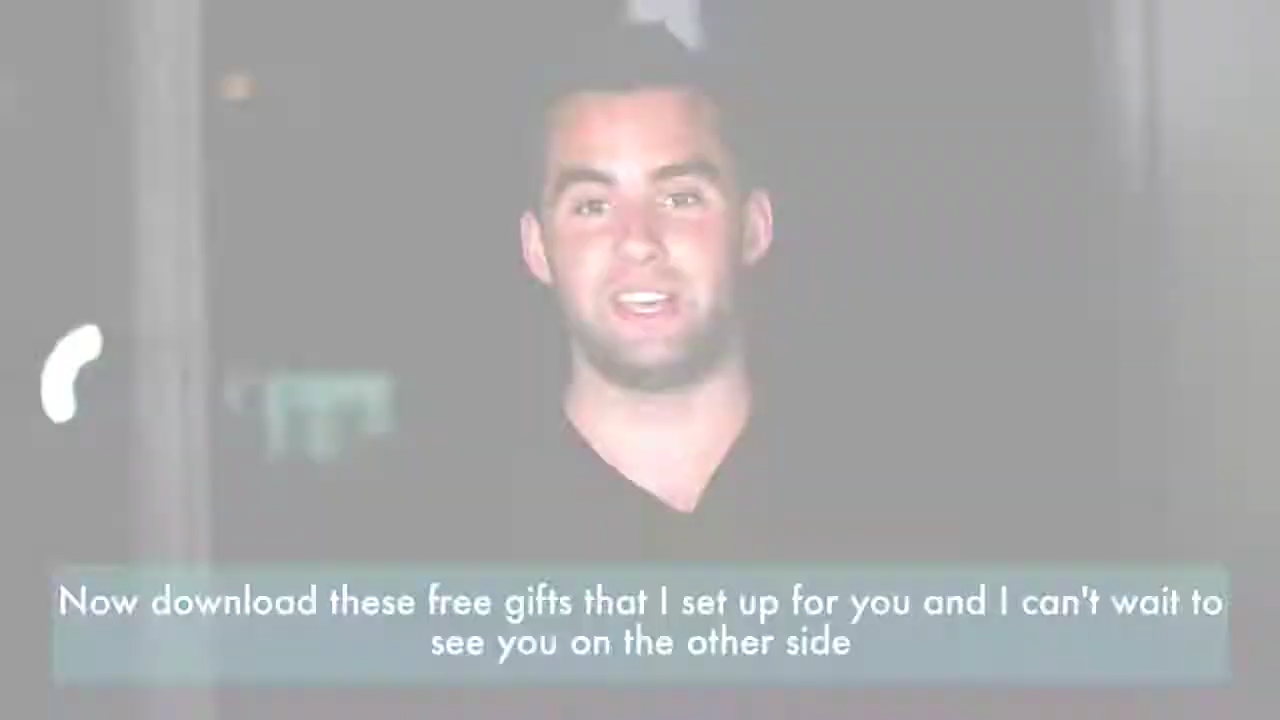 Now download these free gifts that I set up for you and I can't wait to
see you on the other side